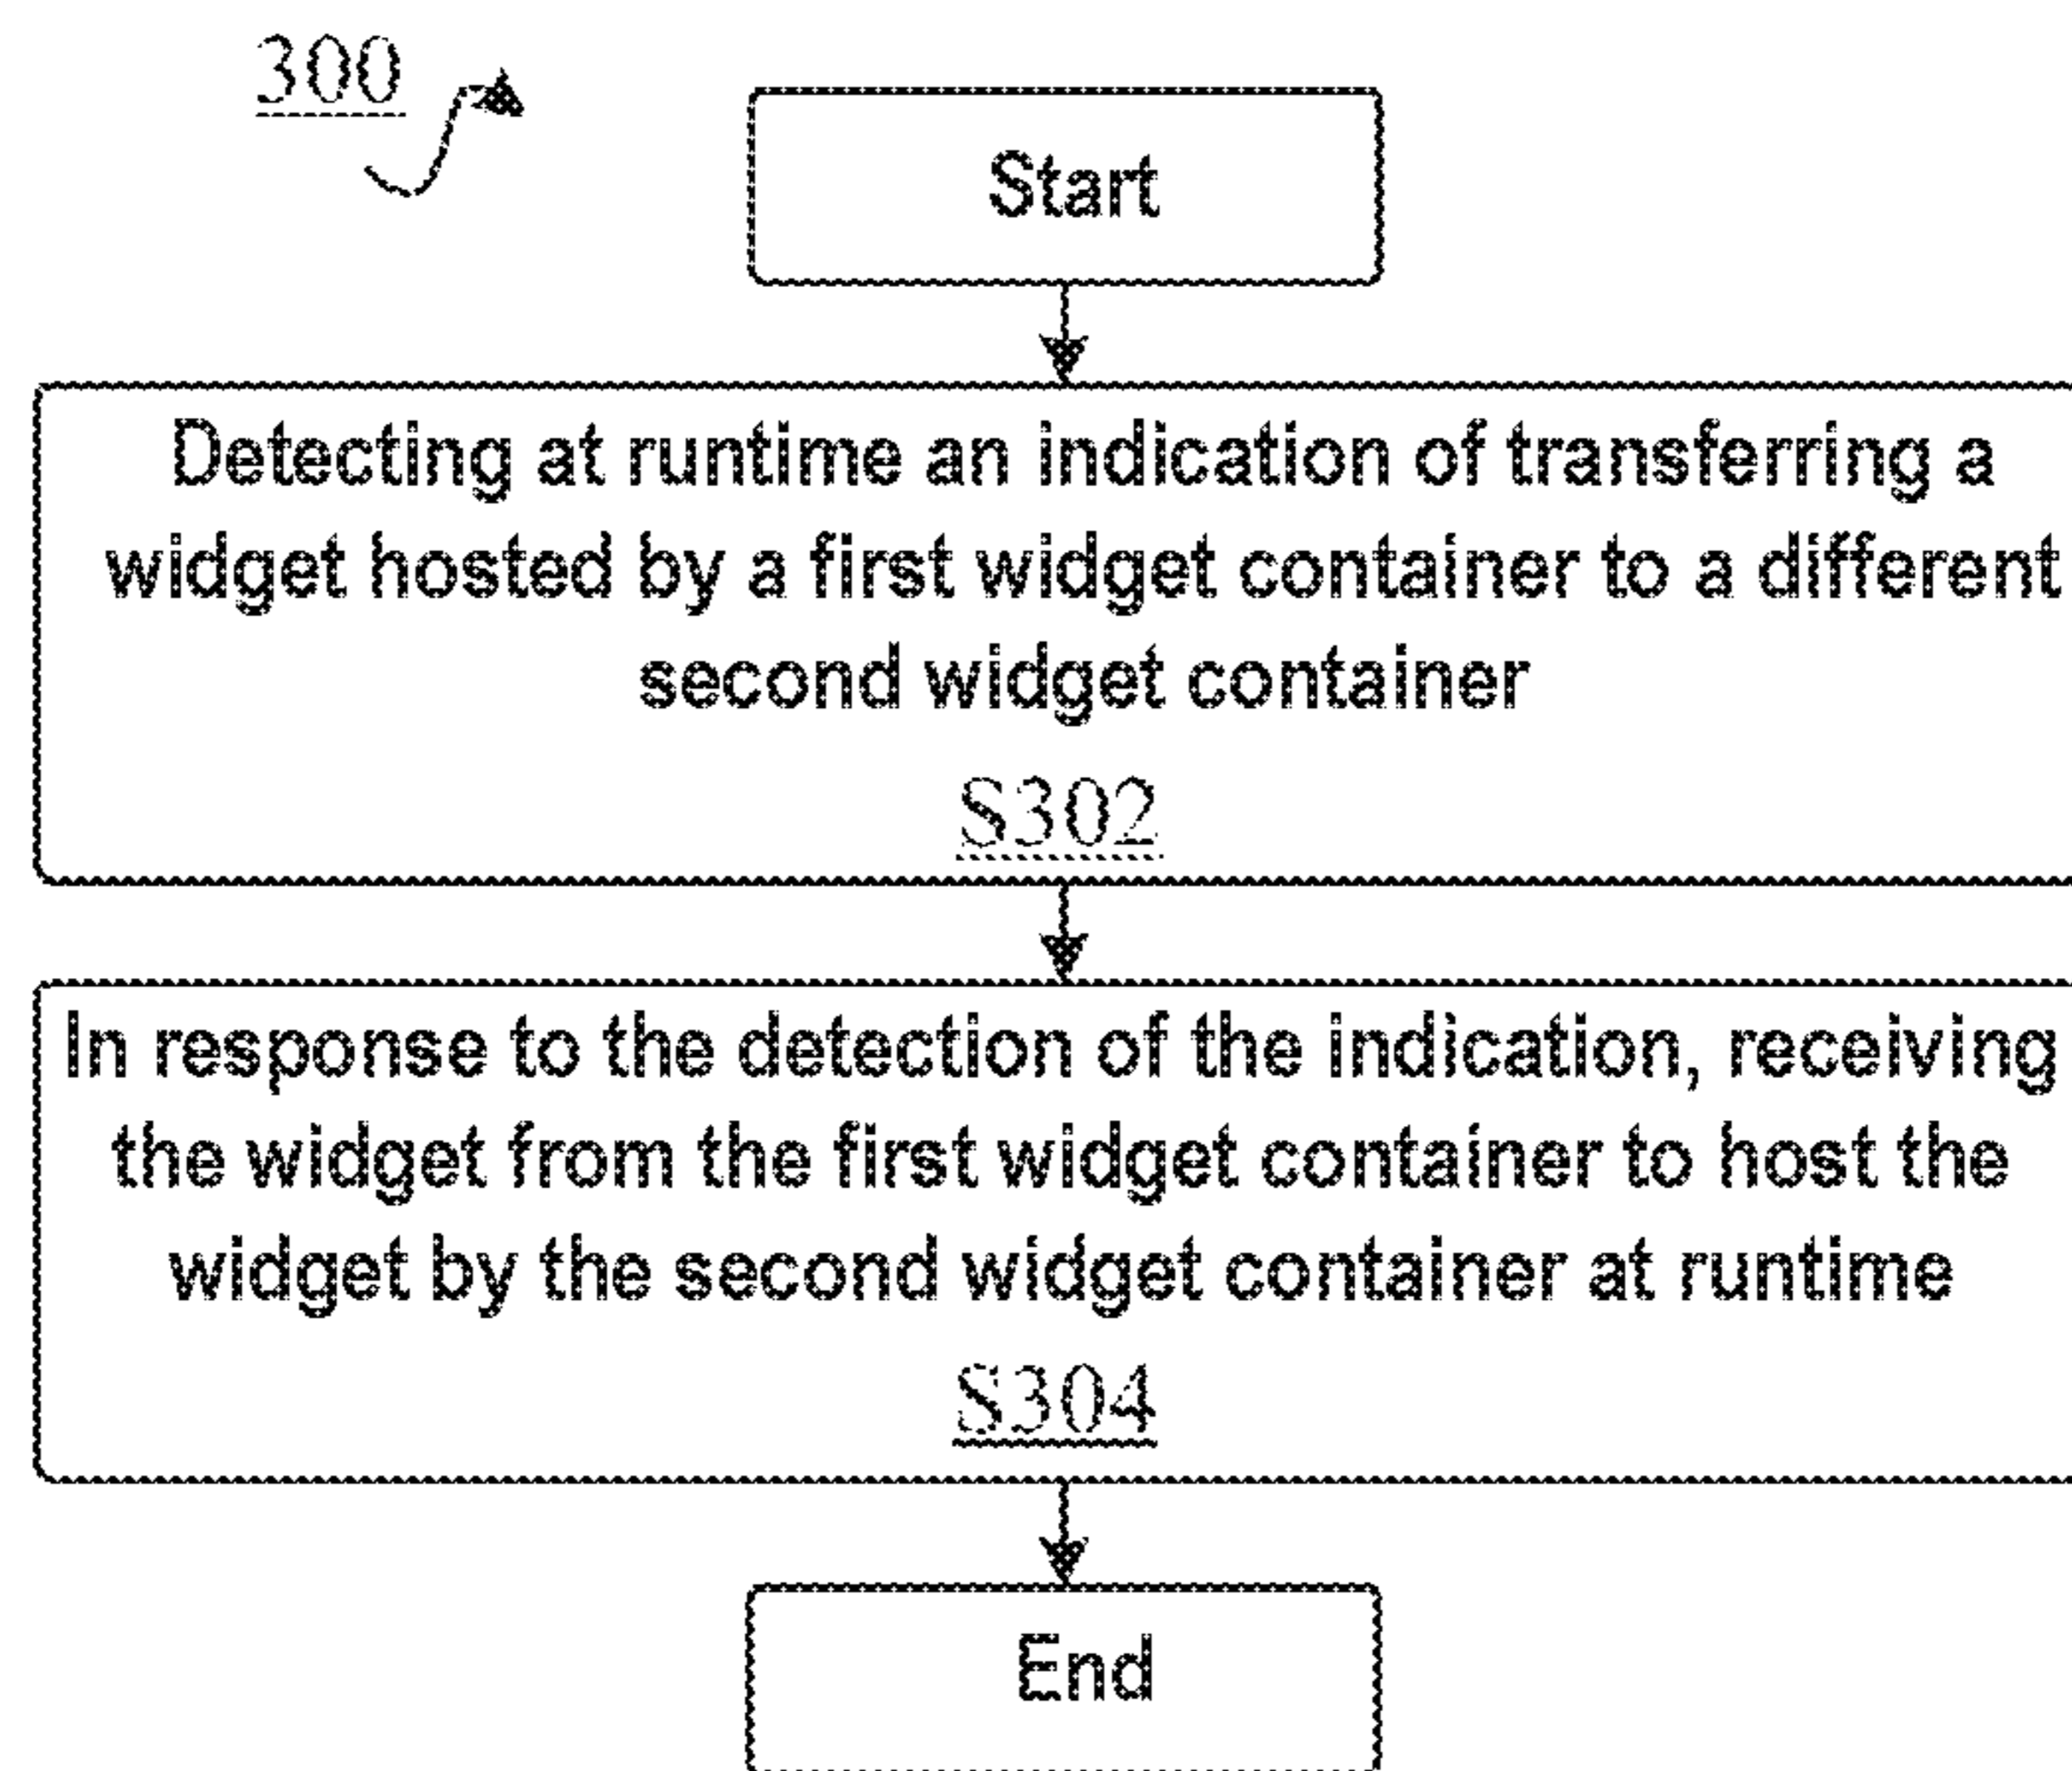 300
Start
Detecting at runtime an indication of transferring a
widget hosted by a first widget container to a different
second widget container
S302
In response to the detection of the indication, receiving
the widget from the first widget container to host the
widget by the second widget container at runtime
S304
End